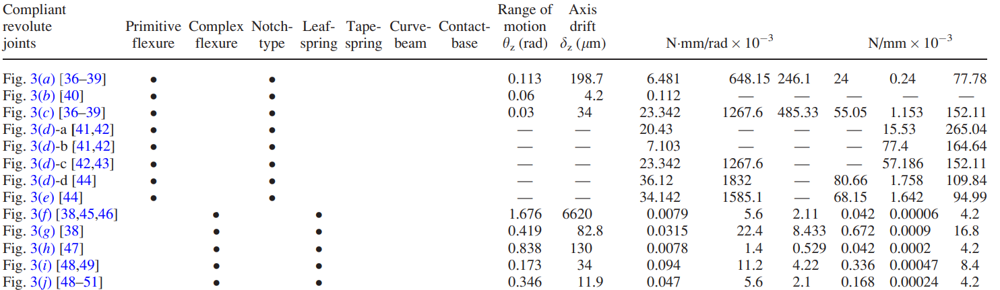 Compliant Range of Axis
revolute Primitive Complex Notch- Leaf- Tape- Curve- Contact- motion drift
joints flexure flexure type spring spring beam base θz (rad) δz (μm) N·mm/rad × 10−3 N/mm × 10−3
Fig. 3(a) [36–39] • • 0.113 198.7 6.481 648.15 246.1 24 0.24 77.78
Fig. 3(b) [40] • • 0.06 4.2 0.112 — — — — —
Fig. 3(c) [36–39] • • 0.03 34 23.342 1267.6 485.33 55.05 1.153 152.11
Fig. 3(d)-a [41,42] • • — — 20.43 — — — 15.53 265.04
Fig. 3(d)-b [41,42] • • — — 7.103 — — — 77.4 164.64
Fig. 3(d)-c [42,43] • • — — 23.342 1267.6 — — 57.186 152.11
Fig. 3(d)-d [44] • • — — 36.12 1832 — 80.66 1.758 109.84
Fig. 3(e) [44] • • — — 34.142 1585.1 — 68.15 1.642 94.99
Fig. 3(f) [38,45,46] • • 1.676 6620 0.0079 5.6 2.11 0.042 0.00006 4.2
Fig. 3(g) [38] • • 0.419 82.8 0.0315 22.4 8.433 0.672 0.0009 16.8
Fig. 3(h) [47] • • 0.838 130 0.0078 1.4 0.529 0.042 0.0002 4.2
Fig. 3(i) [48,49] • • 0.173 34 0.094 11.2 4.22 0.336 0.00047 8.4
Fig. 3(j) [48–51] • • 0.346 11.9 0.047 5.6 2.1 0.168 0.00024 4.2